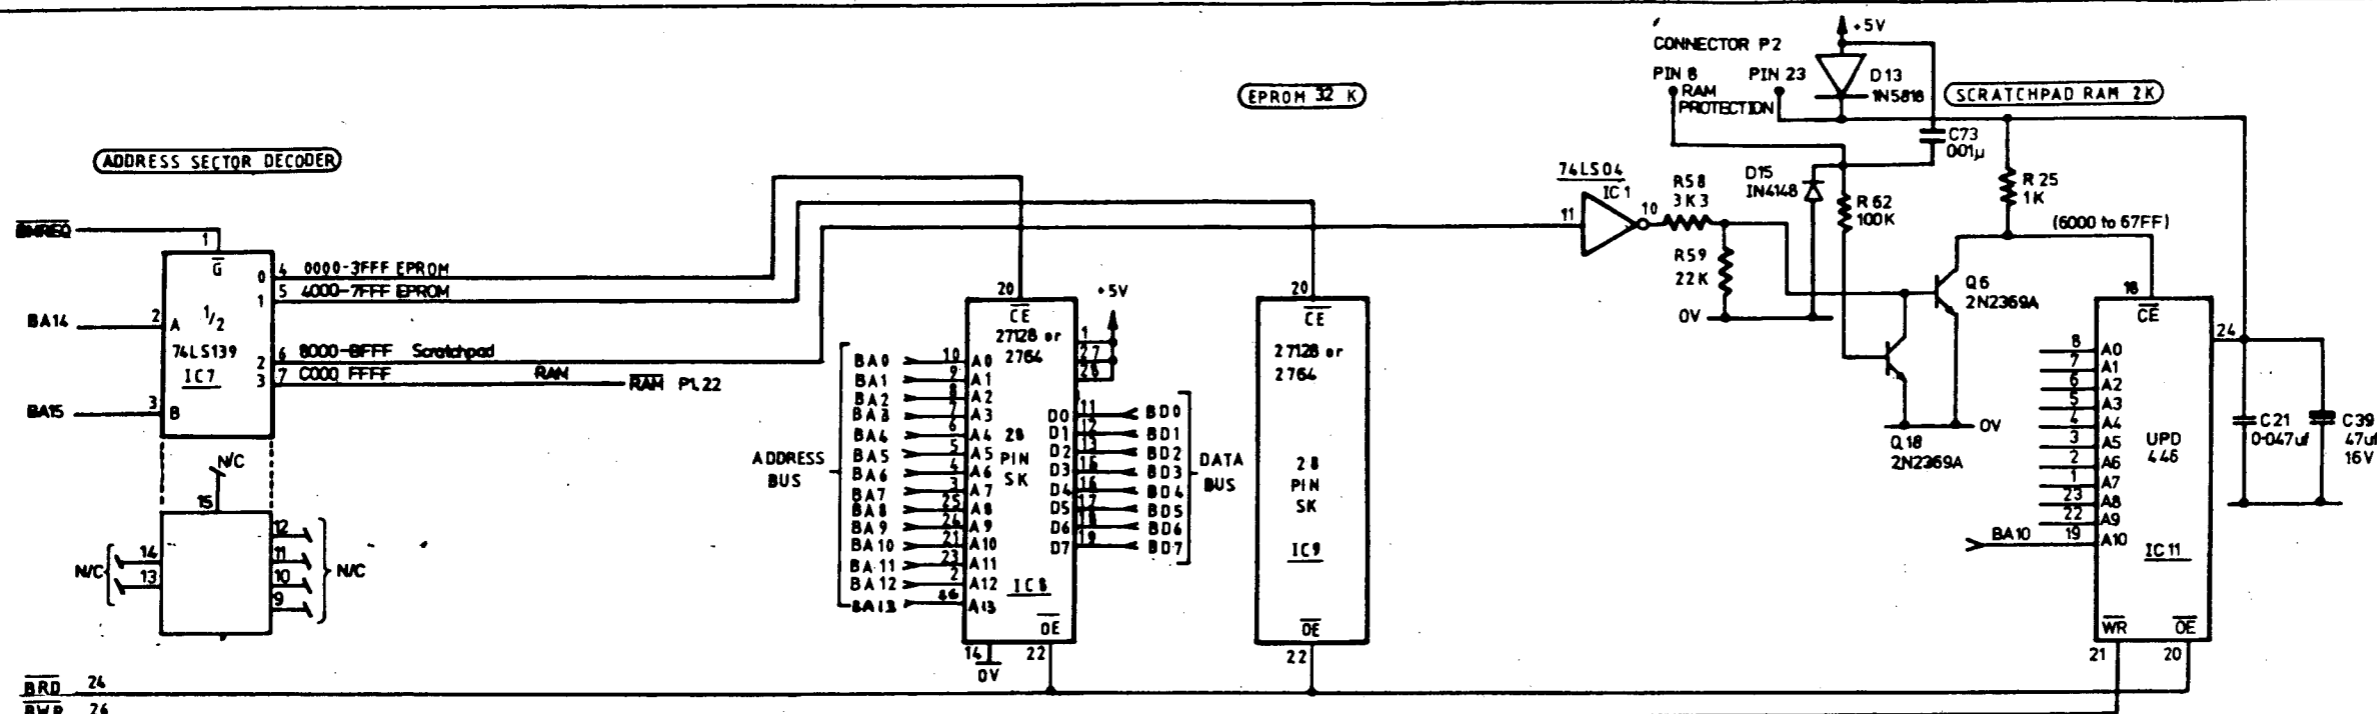 ADDRESS SECTOR DECODER
BMREQ
1
G
0 4 0000-3FFF EPROM
1 5 4000-7FFF EPROM
BA14 2 A
1/2
74LS139
IC7
2 6 8000-BFFF Scratchpad
3 7 C000 FFFF RAM RAM P1.22
BA15 3 B
N/C
15
14
13
N/C
12
11
10
9
N/C
BRD 24
BWR 24
EPROM 32 K
20
CE
27128 or
2764
28
PIN
SK
IC8
OE
+5V
1
27
26
ADDRESS
BUS
BA0 10 A0
BA1 9 A1
BA2 8 A2
BA3 7 A3
BA4 6 A4
BA5 5 A5
BA6 4 A6
BA7 3 A7
BA8 25 A8
BA9 24 A9
BA10 21 A10
BA11 23 A11
BA12 2 A12
BA13 A13
D0 11 BD0
D1 12 BD1
D2 13 BD2
D3 15 BD3
D4 16 BD4
D5 17 BD5
D6 18 BD6
D7 19 BD7
DATA
BUS
14
0V
22
20
CE
27128 or
2764
28
PIN
SK
IC9
OE
22
CONNECTOR P2
PIN 8
PIN 23
RAM
PROTECTION
+5V
D13
1N5818
SCRATCHPAD RAM 2K
C73
001µ
74LS04
IC1
11
10
R58
3K3
R59
22K
0V
D15
IN4148
R62
100K
R25
1K
(6000 to 67FF)
Q6
2N2369A
Q18
2N2369A
0V
18
CE
24
8 A0
7 A1
6 A2
5 A3
4 A4
3 A5
2 A6
1 A7
23 A8
22 A9
BA10 19 A10
UPD
446
IC11
WR
OE
21
20
C21
0·047uf
C39
47uf
16V